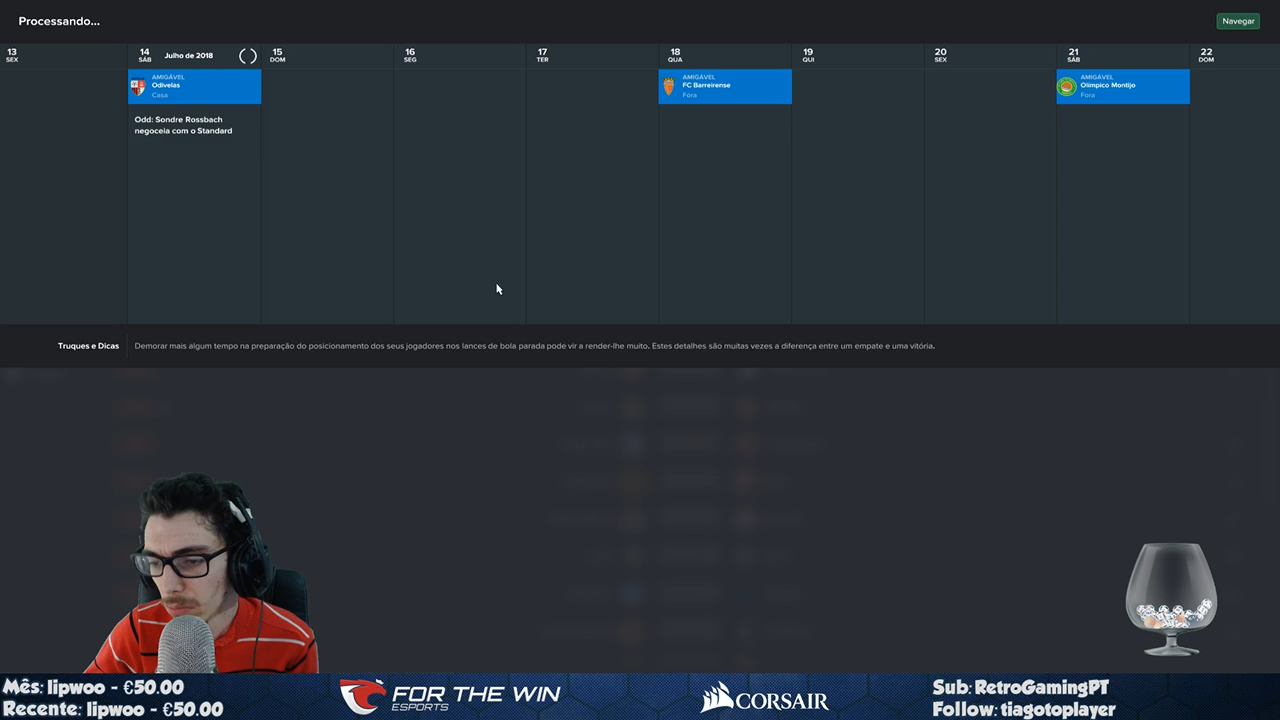 Processando...
Navegar
13
SEX
14
SÁB
Julho de 2018
15
DOM
16
SEG
17
TER
18
QUA
19
QUI
20
SEX
21
SÁB
22
DOM
AMIGÁVEL
Odivelas
Casa
AMIGÁVEL
FC Barreirense
Fora
AMIGÁVEL
Olímpico Montijo
Fora
Odd: Sondre Rossbach
negoceia com o Standard
Truques e Dicas
Demorar mais algum tempo na preparação do posicionamento dos seus jogadores nos lances de bola parada pode vir a render-lhe muito. Estes detalhes são muitas vezes a diferença entre um empate e uma vitória.
Mês: lipwoo - €50.00
Recente: lipwoo - €50.00
FOR THE WIN
ESPORTS
CORSAIR
Sub: RetroGamingPT
Follow: tiagotoplayer